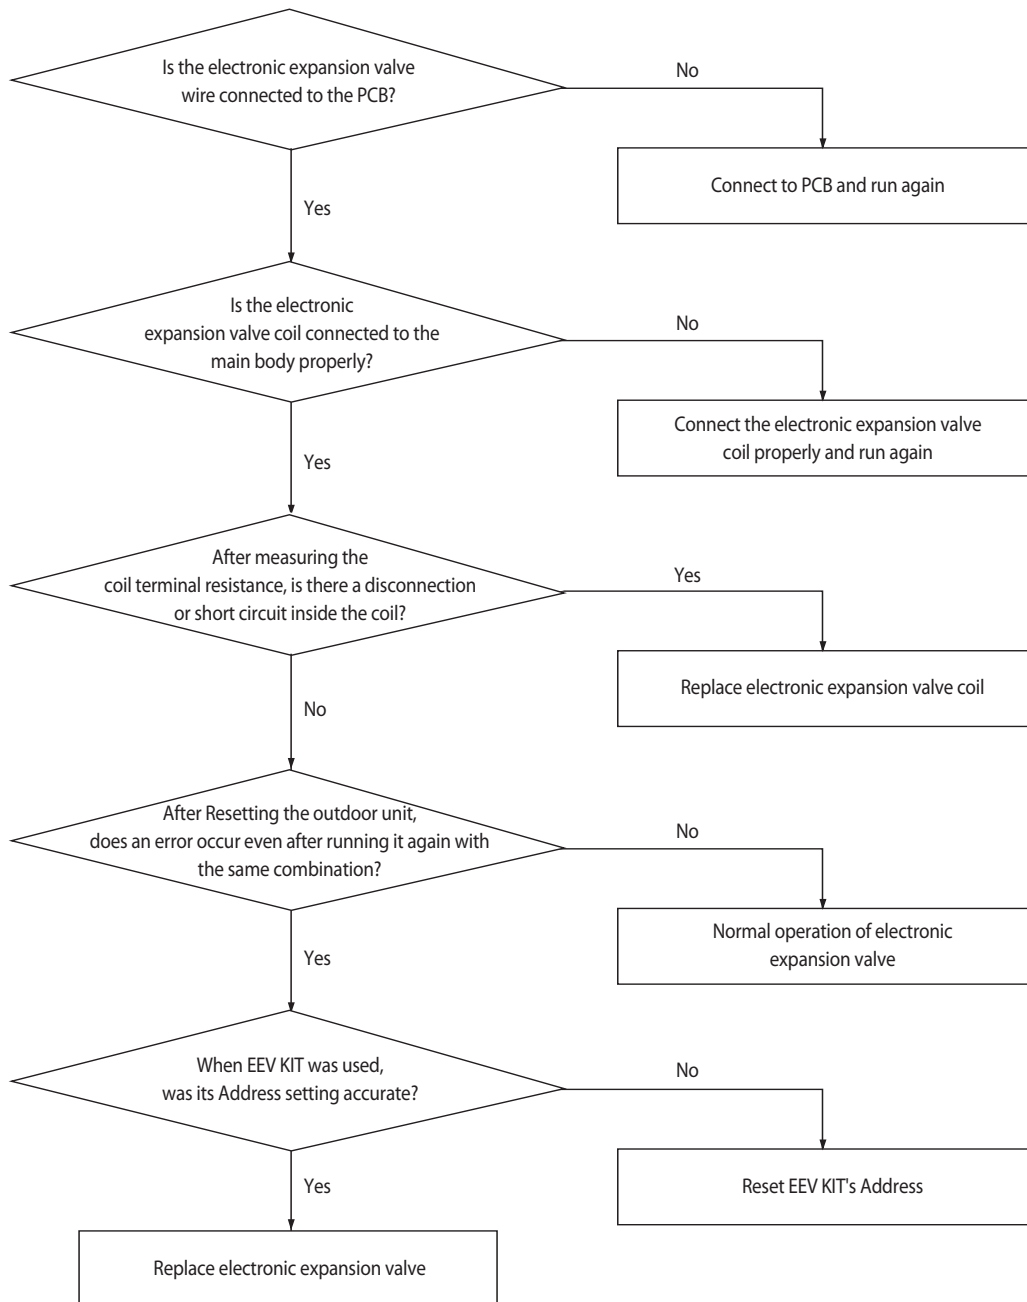 Is the electronic expansion valve
wire connected to the PCB?
No
Connect to PCB and run again
Yes
Is the electronic
expansion valve coil connected to the
main body properly?
No
Connect the electronic expansion valve
coil properly and run again
Yes
After measuring the
coil terminal resistance, is there a disconnection
or short circuit inside the coil?
Yes
Replace electronic expansion valve coil
No
After Resetting the outdoor unit,
does an error occur even after running it again with
the same combination?
No
Normal operation of electronic
expansion valve
Yes
When EEV KIT was used,
was its Address setting accurate?
No
Reset EEV KIT's Address
Yes
Replace electronic expansion valve